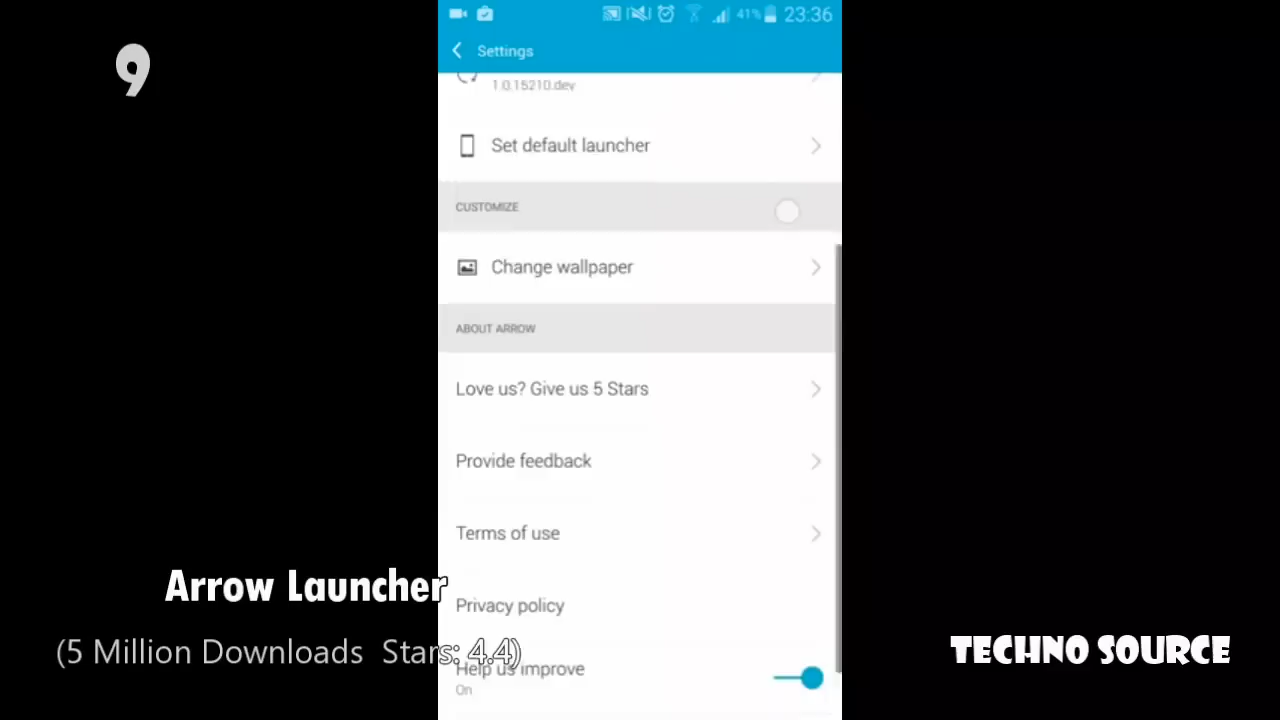 9
41% 23:36
Settings
1.0.15210.dev
Set default launcher
CUSTOMIZE
Change wallpaper
ABOUT ARROW
Love us? Give us 5 Stars
Provide feedback
Terms of use
Arrow Launcher
Privacy policy
(5 Million Downloads Stars: 4.4)
TECHNO SOURCE
Help us improve
On